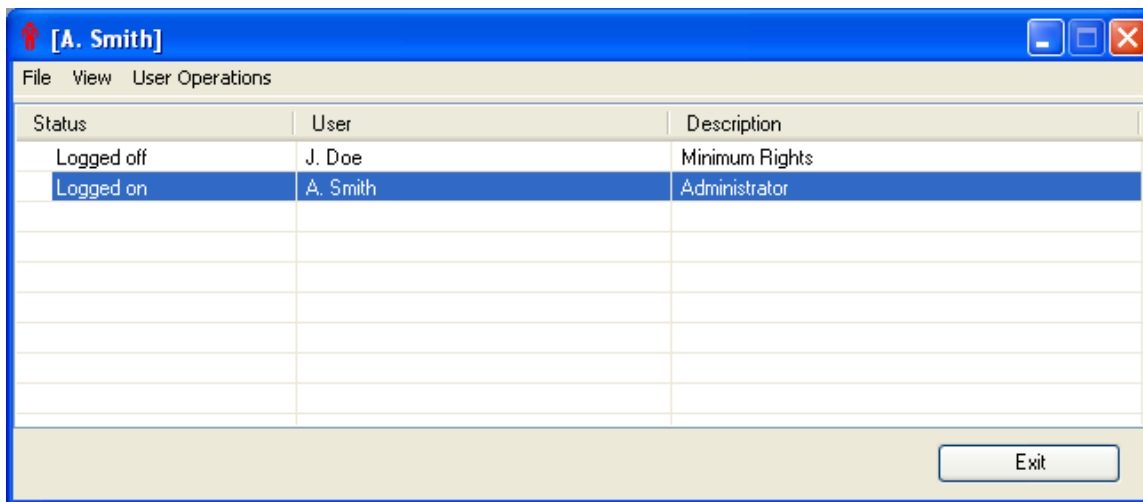 [A. Smith]
File View User Operations
Status User Description
Logged off J. Doe Minimum Rights
Logged on A. Smith Administrator
Exit